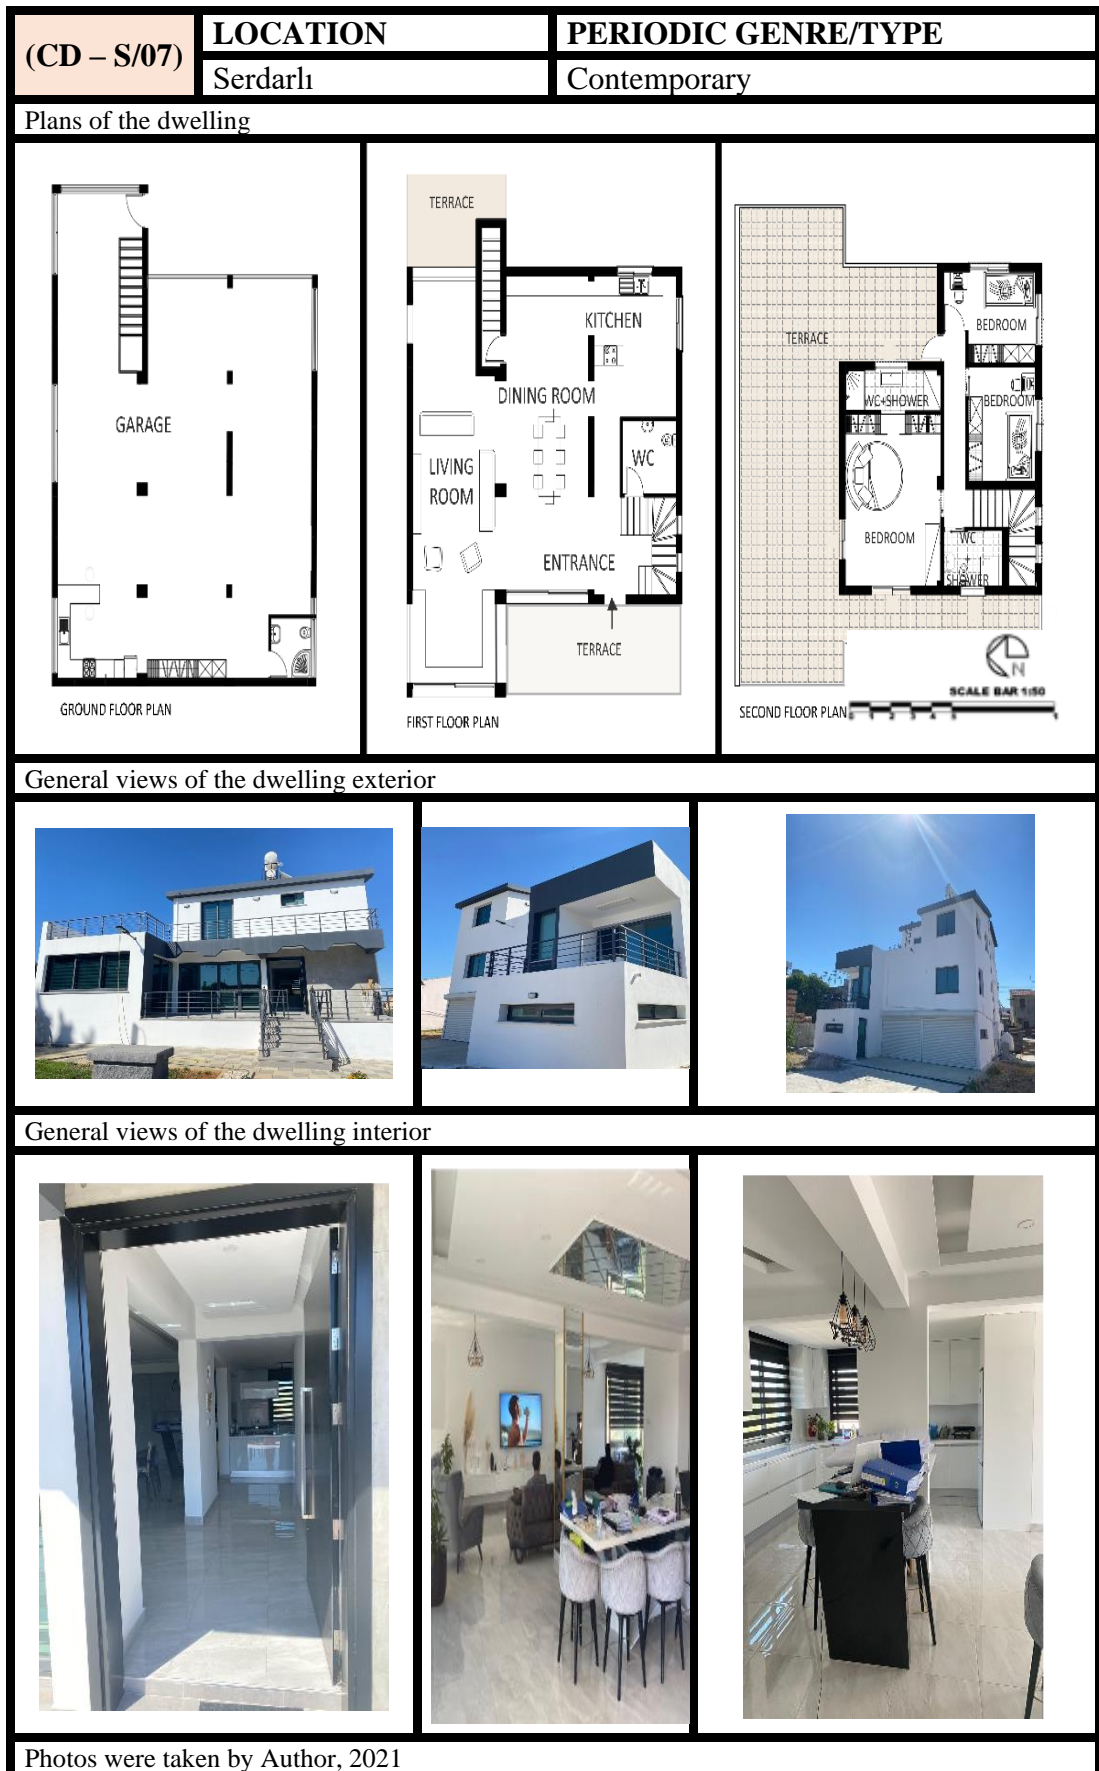 (CD – S/07)
LOCATION
PERIODIC GENRE/TYPE
Serdarlı
Contemporary
Plans of the dwelling
GARAGE
GROUND FLOOR PLAN
TERRACE
KITCHEN
DINING ROOM
WC
LIVING
ROOM
ENTRANCE
TERRACE
FIRST FLOOR PLAN
BEDROOM
TERRACE
WC+SHOWER
BEDROOM
BEDROOM
WC
SHOWER
N
SCALE BAR 1:50
SECOND FLOOR PLAN
General views of the dwelling exterior
General views of the dwelling interior
Photos were taken by Author, 2021